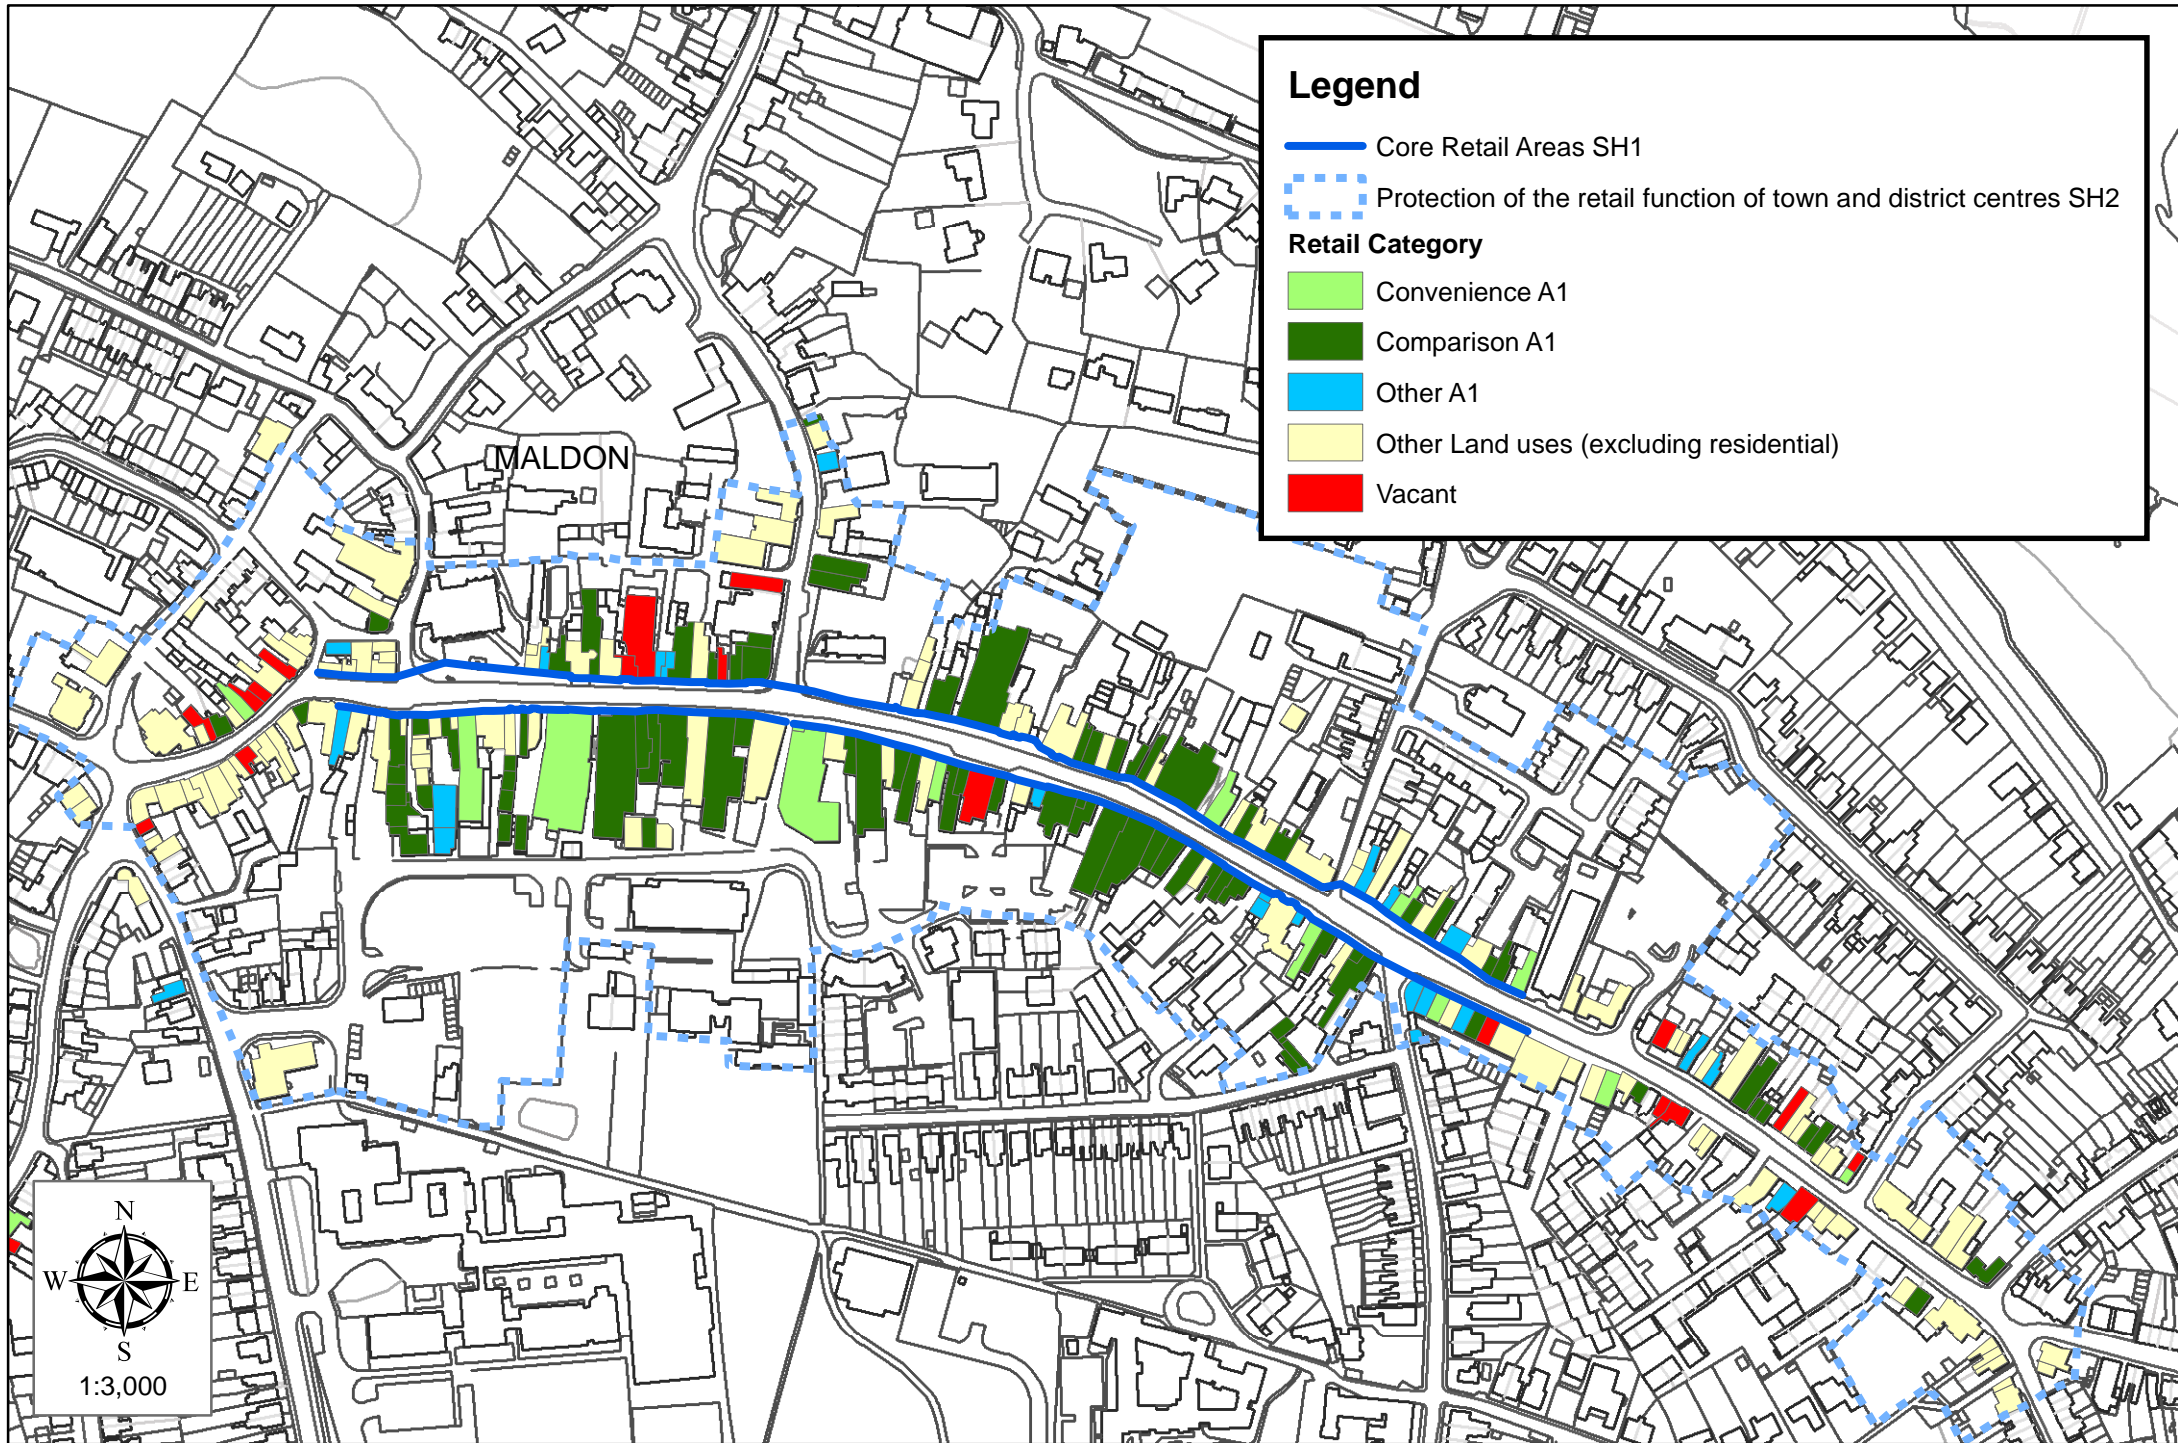 Legend
Core Retail Areas SH1
Protection of the retail function of town and district centres SH2
Retail Category
Convenience A1
Comparison A1
Other A1
Other Land uses (excluding residential)
Vacant
MALDON
N
W E
S
1:3,000